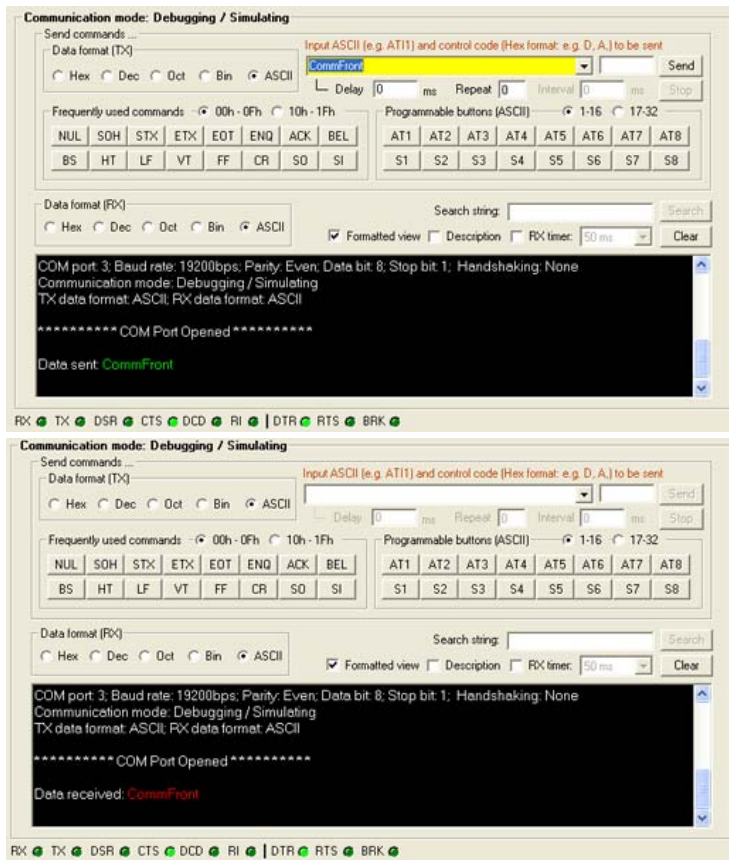 Communication mode: Debugging / Simulating
Send commands ...
Data format (TX)
Input ASCII (e.g. ATI1) and control code (Hex format: e.g. D, A,) to be sent
Hex Dec Oct Bin ASCII
CommFront
Send
Delay 0 ms Repeat 0 Interval 0 ms Stop
Frequently used commands 00h - 0Fh 10h - 1Fh
Programmable buttons (ASCII) 1-16 17-32
NUL SOH STX ETX EOT ENQ ACK BEL AT1 AT2 AT3 AT4 AT5 AT6 AT7 AT8
BS HT LF VT FF CR SO SI S1 S2 S3 S4 S5 S6 S7 S8
Data format (RX)
Search string: Search
Hex Dec Oct Bin ASCII
Formatted view Description RX timer: 50 ms Clear
COM port: 3; Baud rate: 19200bps; Parity: Even; Data bit: 8; Stop bit: 1; Handshaking: None
Communication mode: Debugging / Simulating
TX data format: ASCII; RX data format: ASCII
********** COM Port Opened **********
Data sent: CommFront
RX TX DSR CTS DCD RI | DTR RTS BRK
Communication mode: Debugging / Simulating
Send commands ...
Data format (TX)
Input ASCII (e.g. ATI1) and control code (Hex format: e.g. D, A,) to be sent
Hex Dec Oct Bin ASCII
Send
Delay 0 ms Repeat 0 Interval 0 ms Stop
Frequently used commands 00h - 0Fh 10h - 1Fh
Programmable buttons (ASCII) 1-16 17-32
NUL SOH STX ETX EOT ENQ ACK BEL AT1 AT2 AT3 AT4 AT5 AT6 AT7 AT8
BS HT LF VT FF CR SO SI S1 S2 S3 S4 S5 S6 S7 S8
Data format (RX)
Search string: Search
Hex Dec Oct Bin ASCII
Formatted view Description RX timer: 50 ms Clear
COM port: 3; Baud rate: 19200bps; Parity: Even; Data bit: 8; Stop bit: 1; Handshaking: None
Communication mode: Debugging / Simulating
TX data format: ASCII; RX data format: ASCII
********** COM Port Opened **********
Data received: CommFront
RX TX DSR CTS DCD RI | DTR RTS BRK